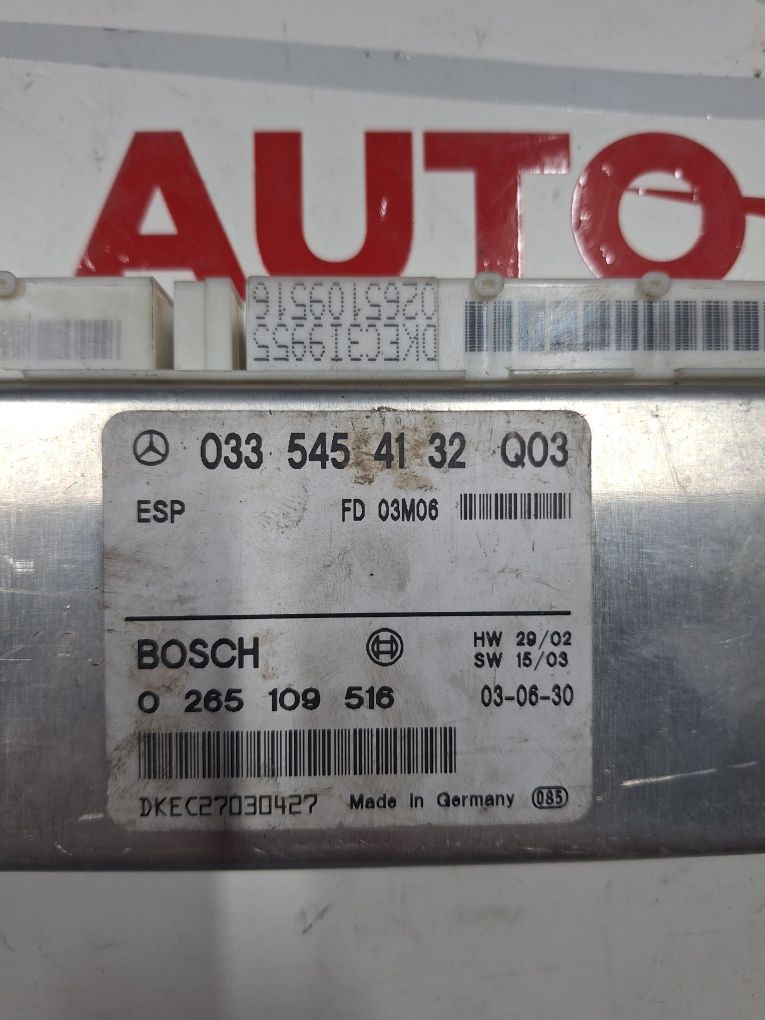 AUTO
0265109516
DKEC3I9955
033 545 41 32 Q03
ESP FD 03M06
BOSCH HW 29/02
SW 15/03
0 265 109 516 03-06-30
DKEC27030427 Made In Germany 085